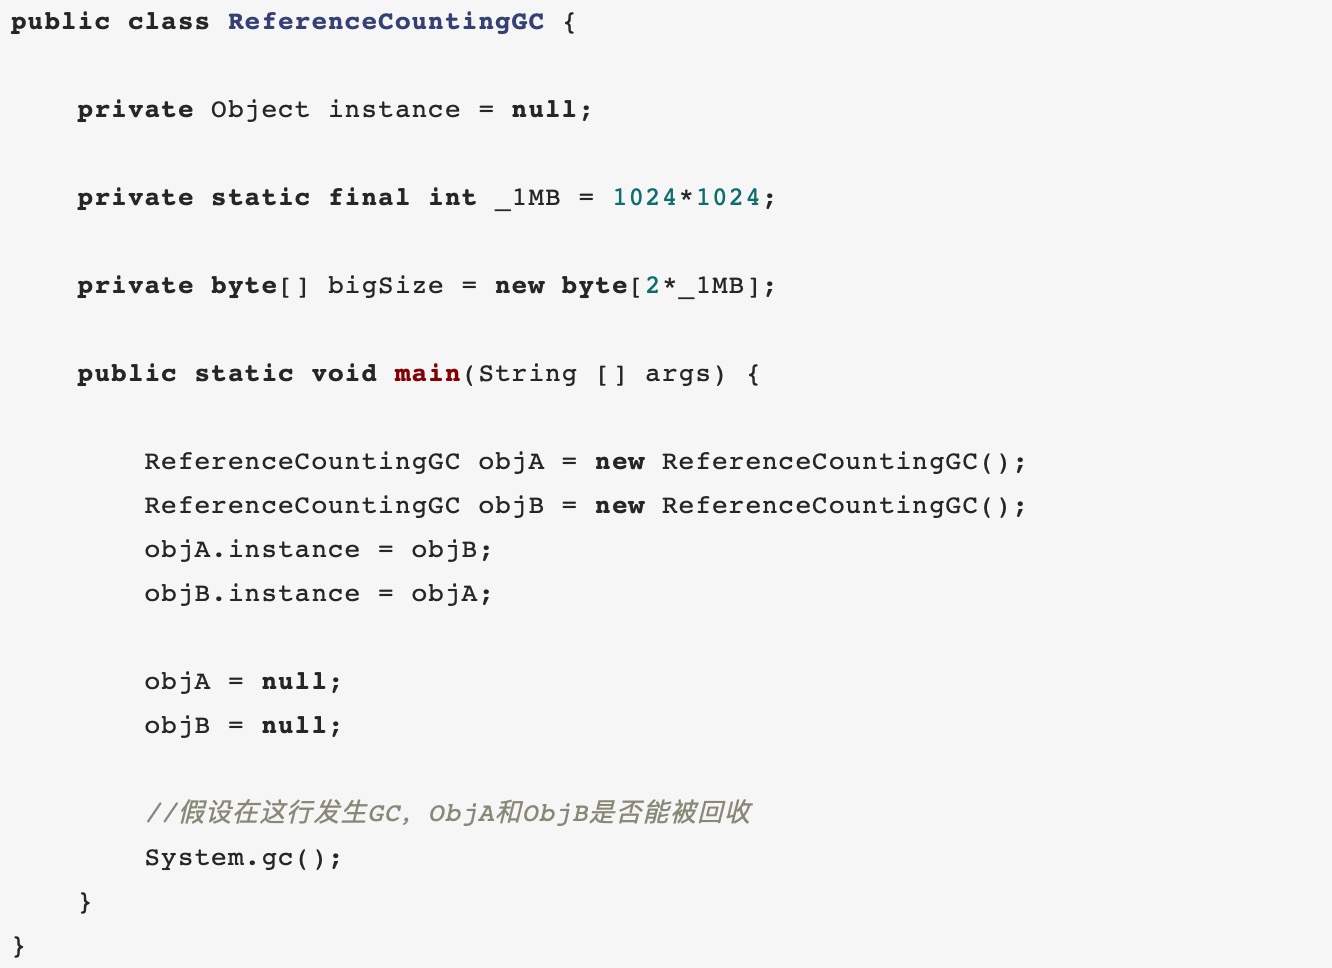 public class ReferenceCountingGC {
private Object instance = null;
private static final int _1MB = 1024*1024;
private byte[] bigSize = new byte[2*_1MB];
public static void main(String [] args) {
ReferenceCountingGC objA = new ReferenceCountingGC();
ReferenceCountingGC objB = new ReferenceCountingGC();
objA.instance = objB;
objB.instance = objA;
objA = null;
objB = null;
//假设在这行发生GC，ObjA和ObjB是否能被回收
System.gc();
}
}